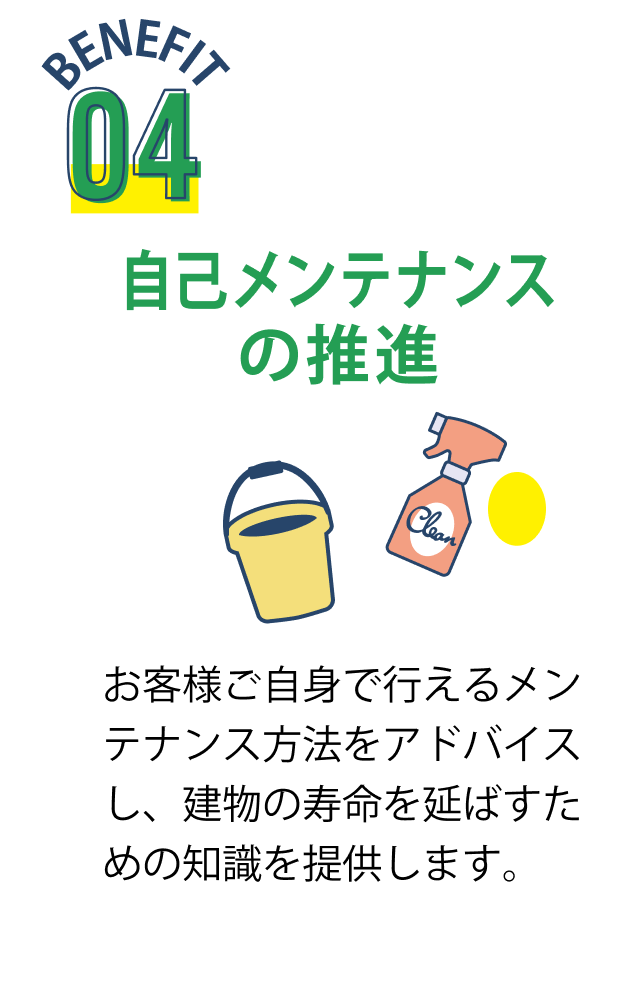 BENEFIT
04
自己メンテナンス
の推進
Clean
お客様ご自身で行えるメン
テナンス方法をアドバイス
し、建物の寿命を延ばすた
めの知識を提供します。